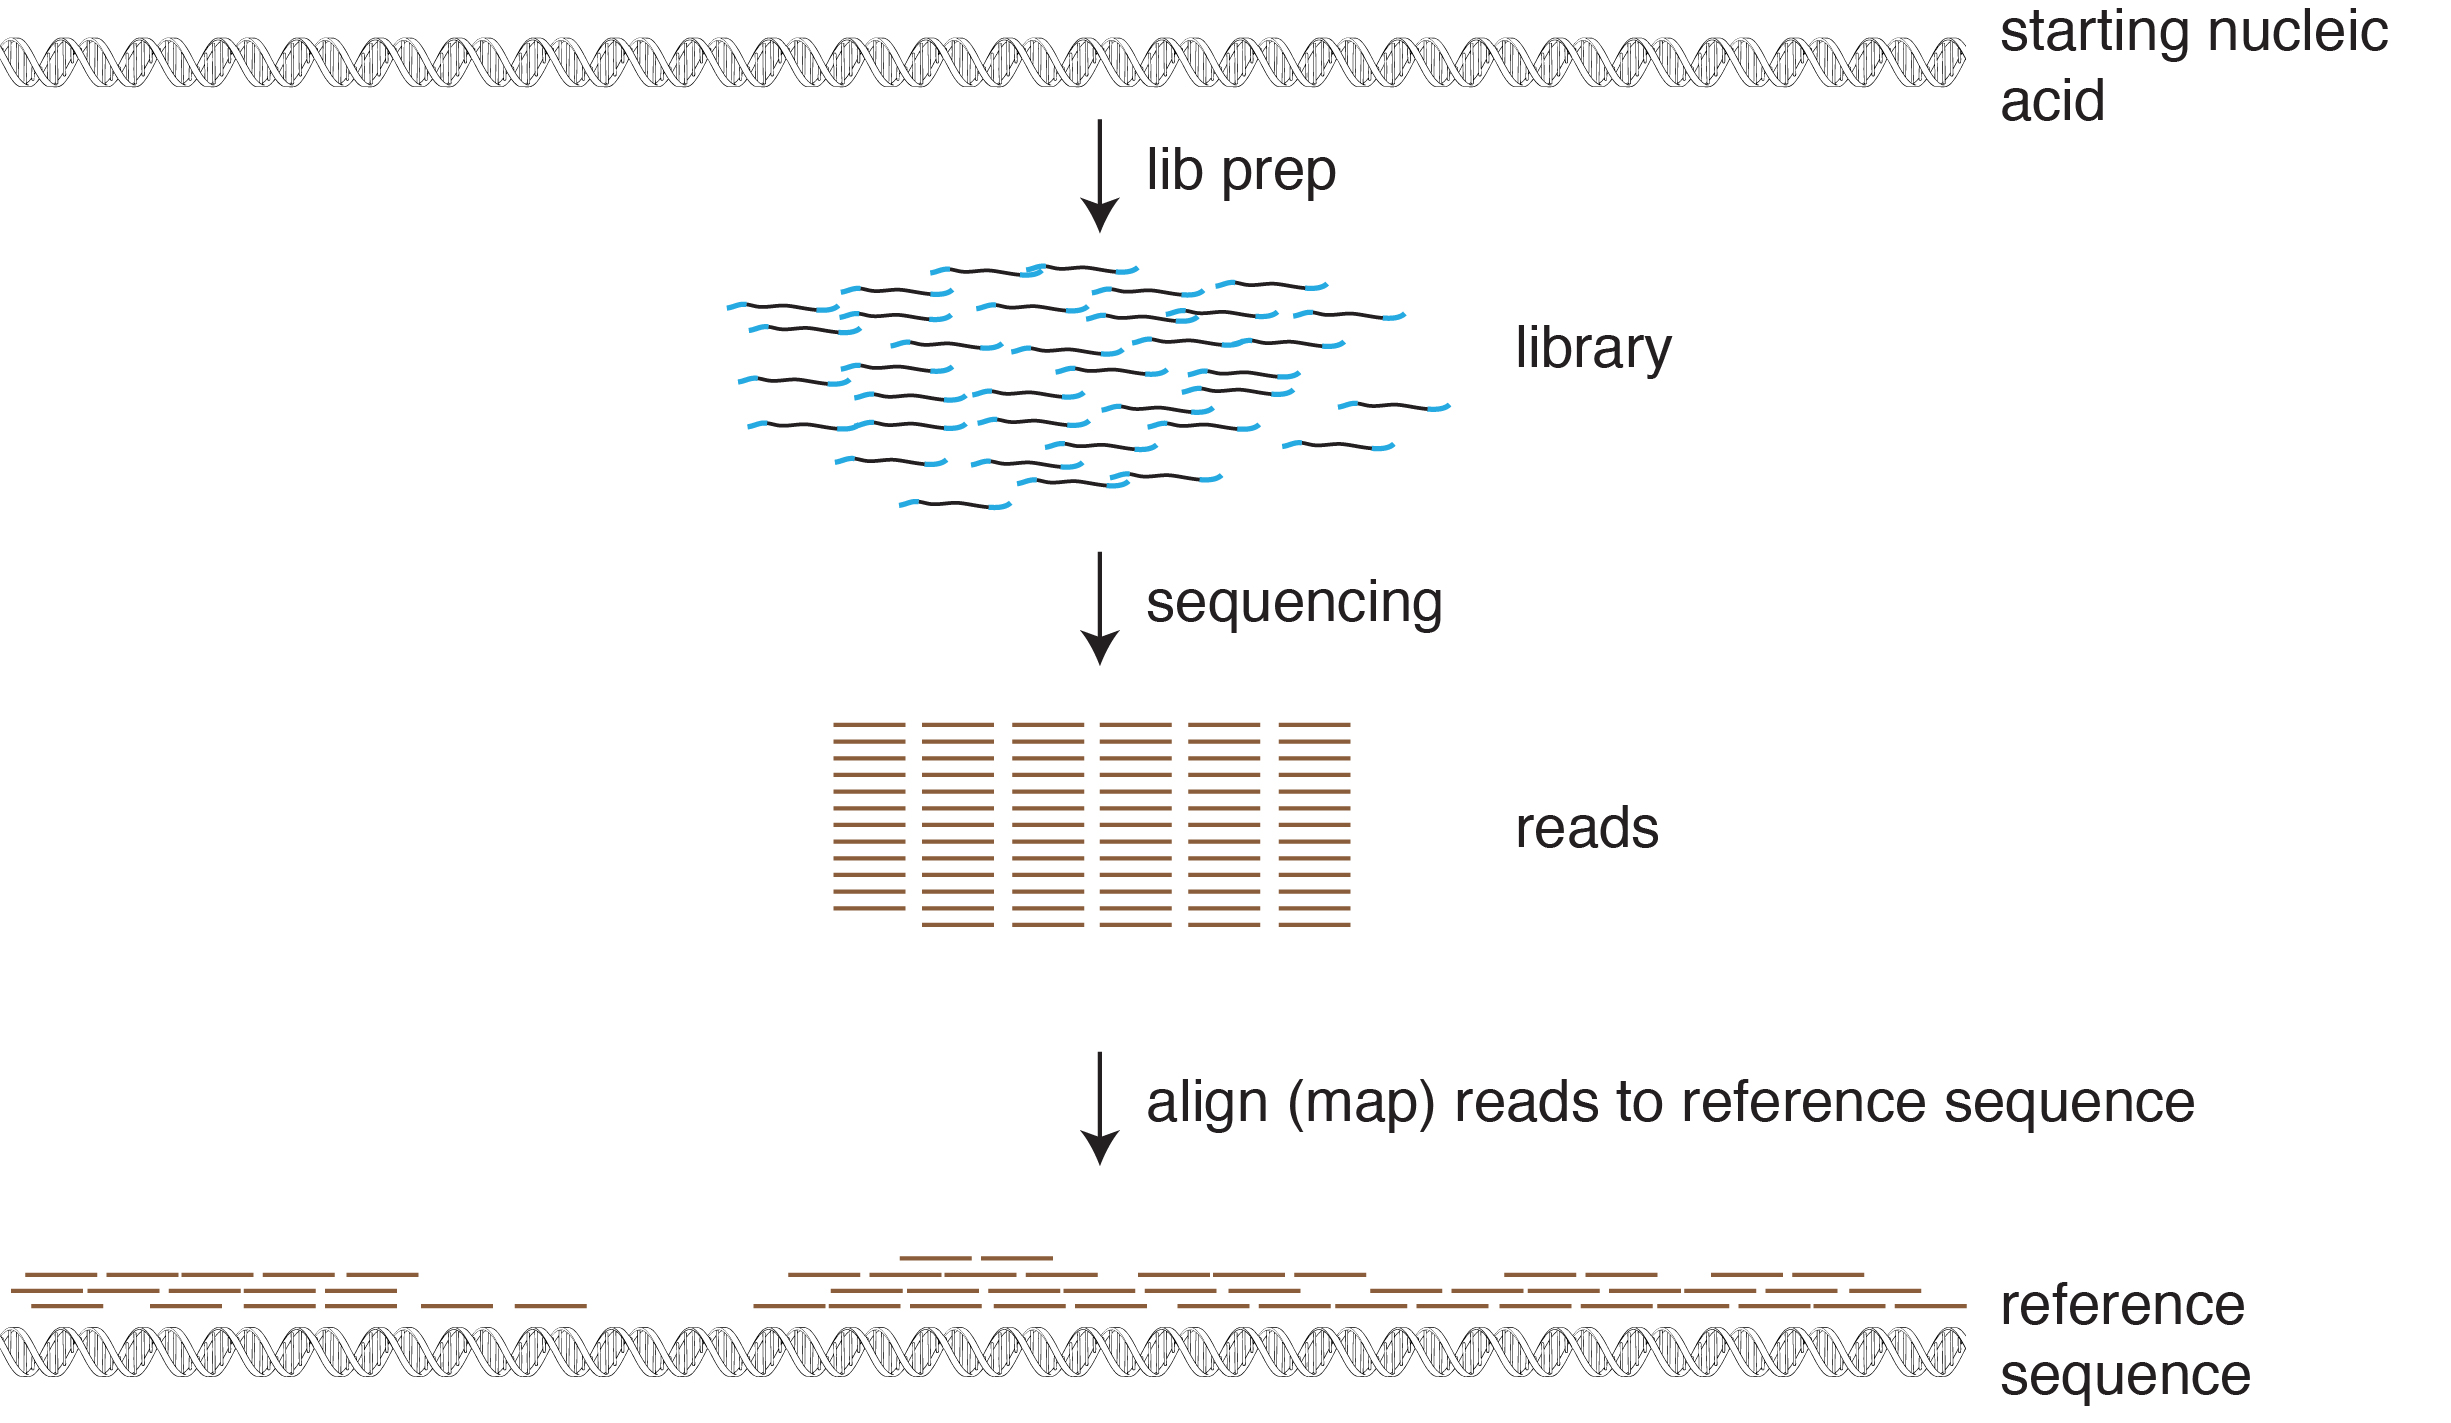 starting nucleic
acid
lib prep
library
sequencing
reads
align (map) reads to reference sequence
reference
sequence